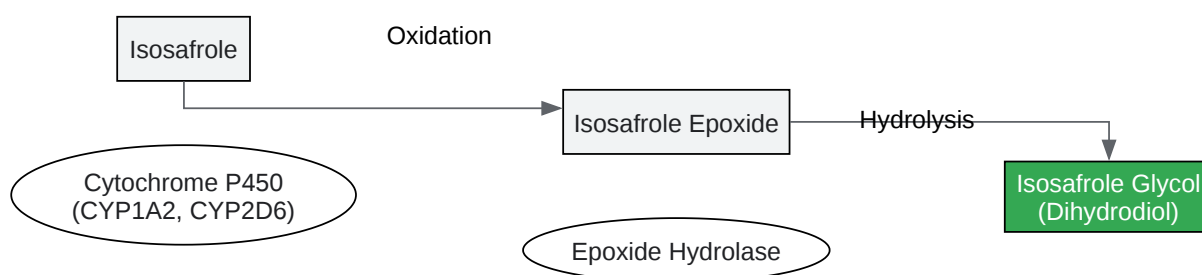 Isosafrole
Oxidation
Isosafrole Epoxide
Hydrolysis
Cytochrome P450
(CYP1A2, CYP2D6)
Isosafrole Glycol
(Dihydrodiol)
Epoxide Hydrolase